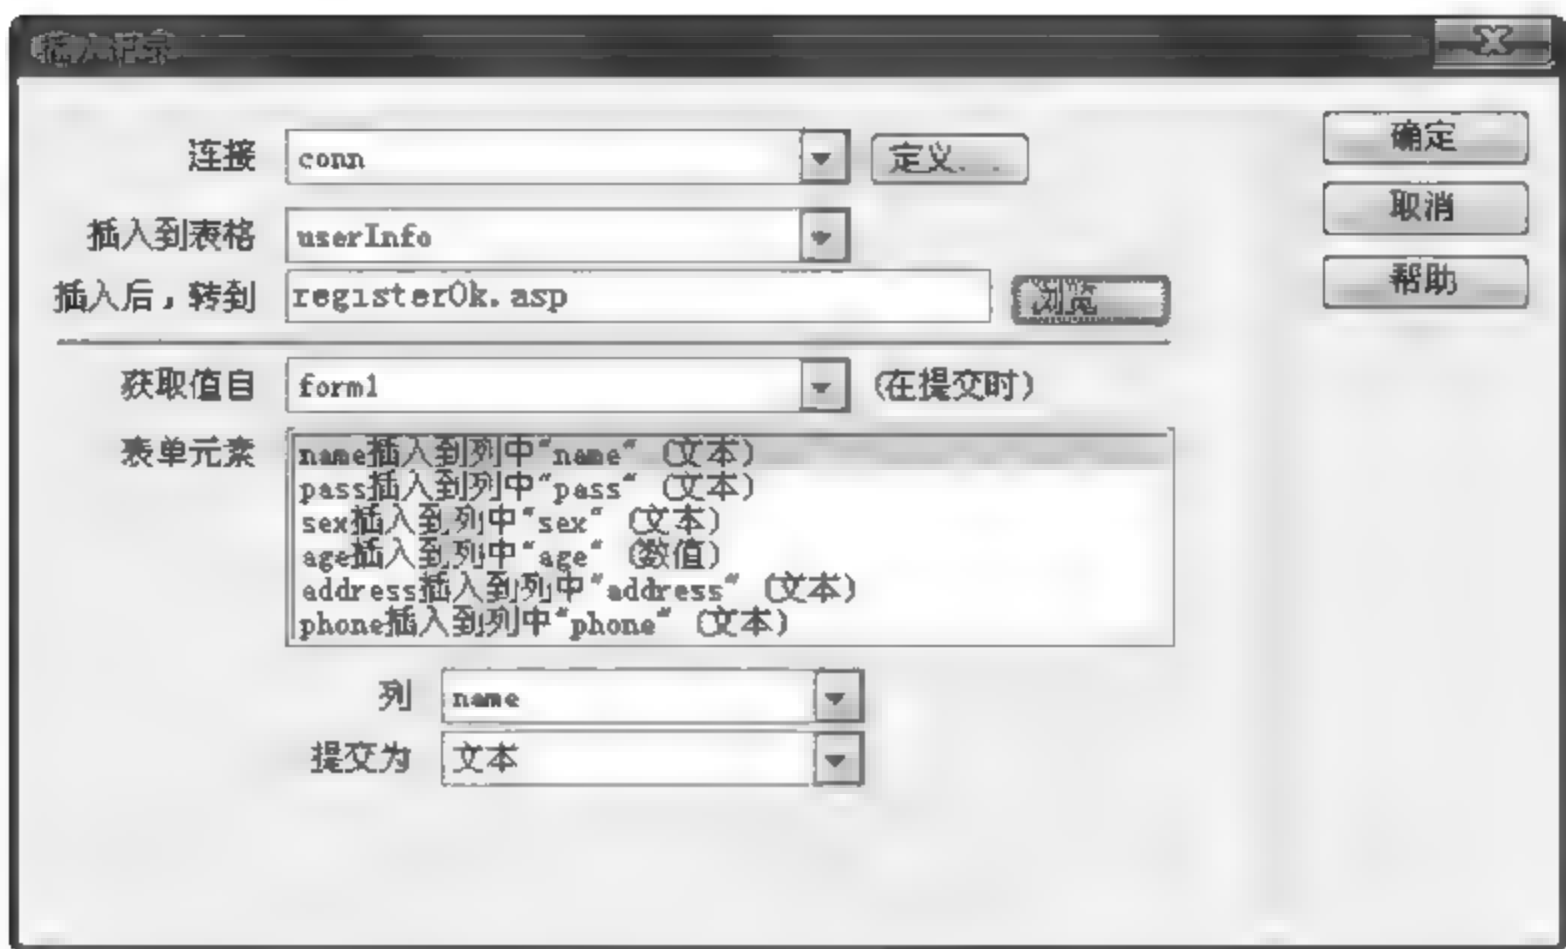 插入记录
连接 conn 定义...
确定
插入到表格 userInfo
取消
插入后，转到 registerOk.asp 浏览
帮助
获取值自 form1 (在提交时)
表单元素
name插入到列中"name" (文本)
pass插入到列中"pass" (文本)
sex插入到列中"sex" (文本)
age插入到列中"age" (数值)
address插入到列中"address" (文本)
phone插入到列中"phone" (文本)
列 name
提交为 文本